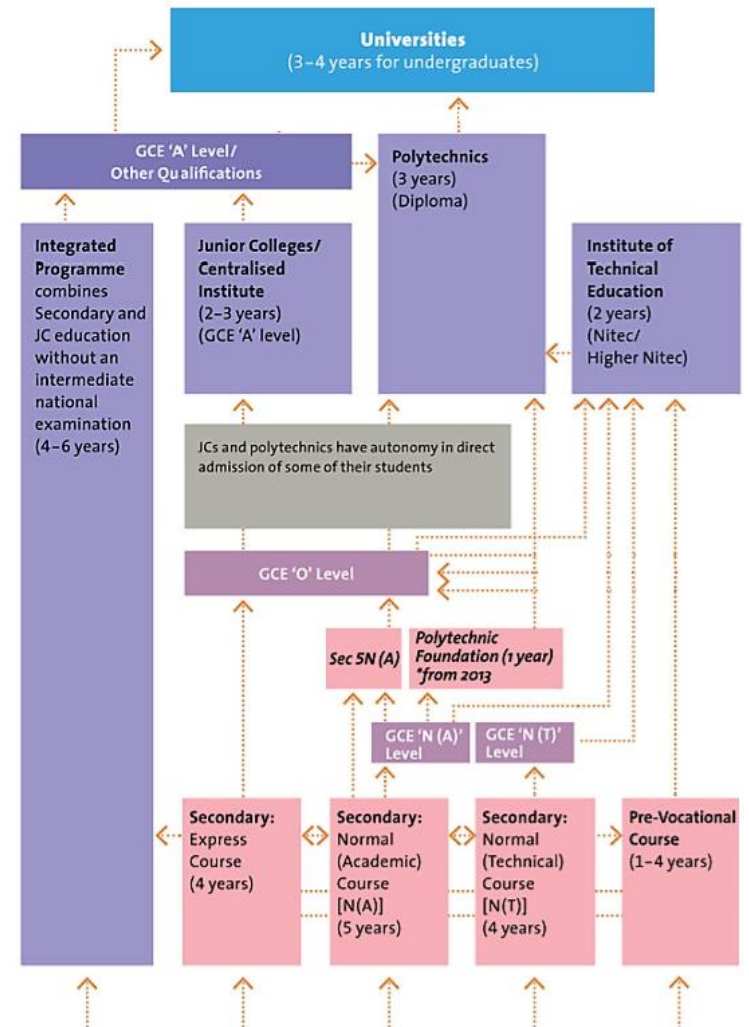 Universities
(3–4 years for undergraduates)
GCE ‘A’ Level/
Other Qualifications
Polytechnics
(3 years)
(Diploma)
Integrated
Programme
combines
Secondary and
JC education
without an
intermediate
national
examination
(4–6 years)
Junior Colleges/
Centralised
Institute
(2–3 years)
(GCE ‘A’ level)
Institute of
Technical
Education
(2 years)
(Nitec/
Higher Nitec)
JCs and polytechnics have autonomy in direct
admission of some of their students
GCE ‘O’ Level
Sec 5N (A)
Polytechnic
Foundation (1 year)
*from 2013
GCE ‘N (A)’
Level
GCE ‘N (T)’
Level
Secondary:
Express
Course
(4 years)
Secondary:
Normal
(Academic)
Course
[N(A)]
(5 years)
Secondary:
Normal
(Technical)
Course
[N(T)]
(4 years)
Pre-Vocational
Course
(1–4 years)